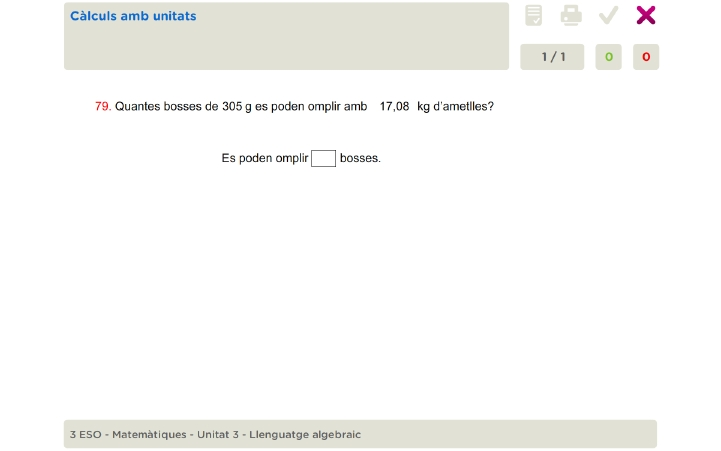 Càlculs amb unitats
1 / 1
0
0
79. Quantes bosses de 305 g es poden omplir amb 17,08 kg d'ametlles?
Es poden omplir bosses.
3 ESO - Matemàtiques - Unitat 3 - Llenguatge algebraic